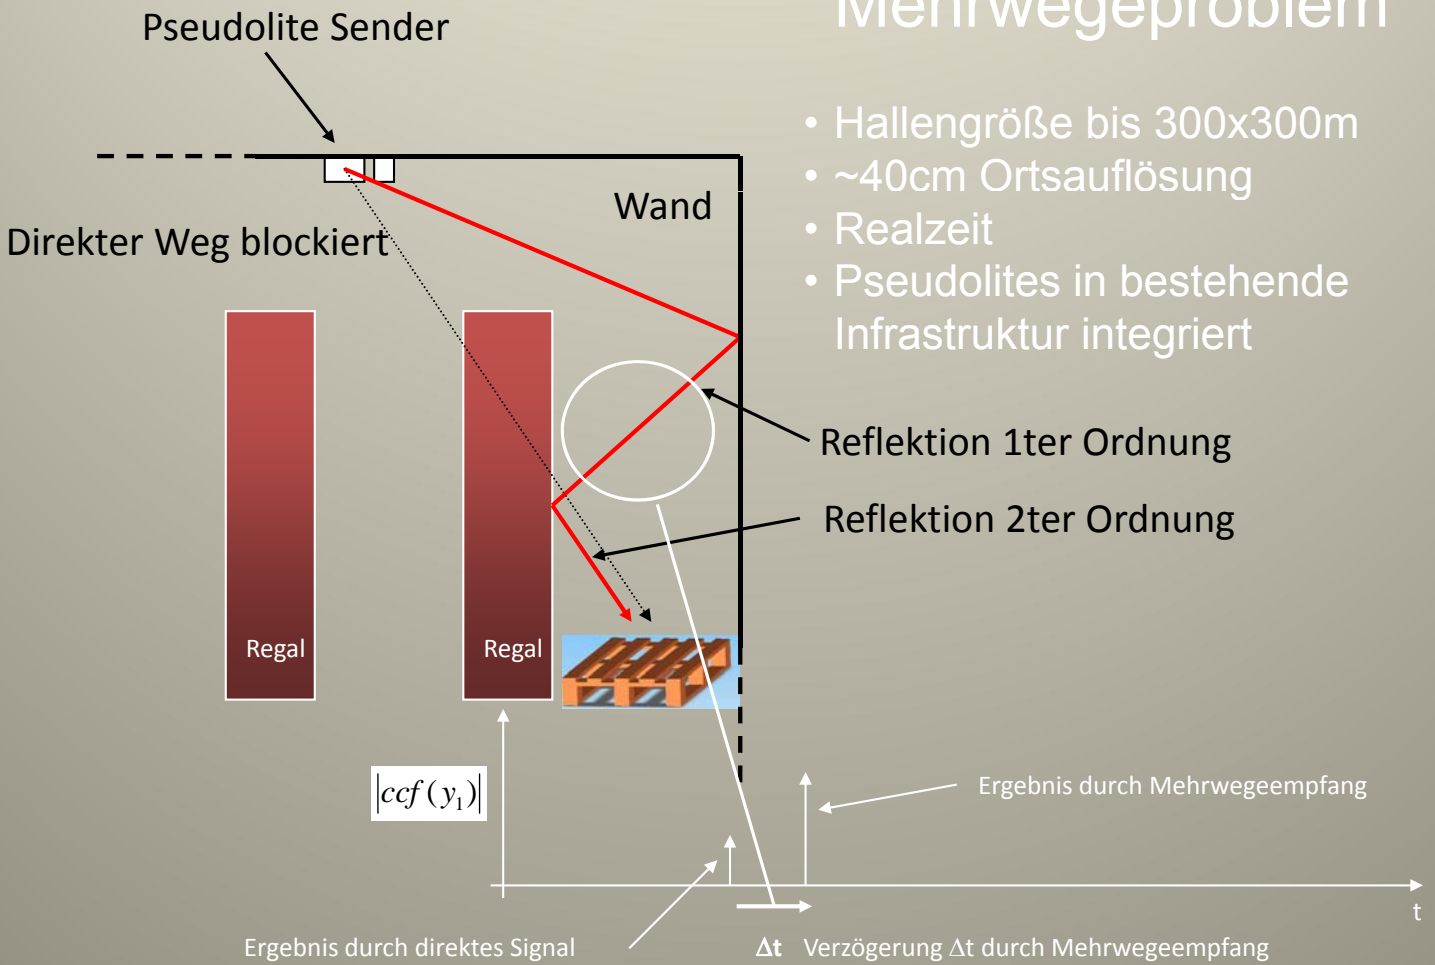 Mehrwegeproblem
Pseudolite Sender
• Hallengröße bis 300x300m
• ~40cm Ortsauflösung
• Realzeit
• Pseudolites in bestehende
Infrastruktur integriert
Wand
Direkter Weg blockiert
Reflektion 1ter Ordnung
Reflektion 2ter Ordnung
Regal
Regal
|ccf(y₁)|
Ergebnis durch Mehrwegeempfang
t
Ergebnis durch direktes Signal
Δt Verzögerung Δt durch Mehrwegeempfang